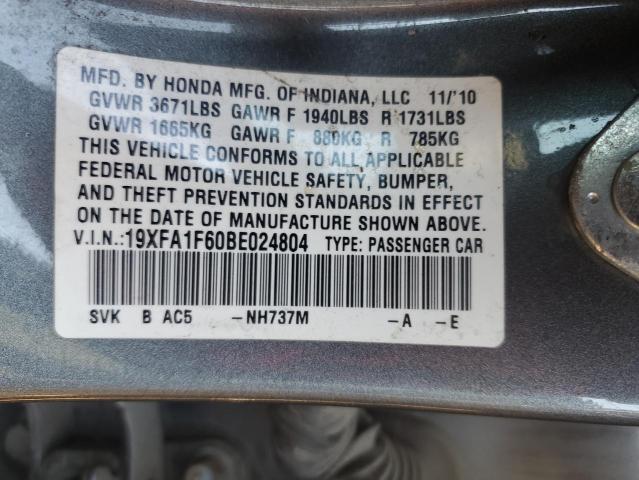 MFD. BY HONDA MFG. OF INDIANA, LLC 11/'10
GVWR 3671LBS GAWR F 1940LBS R 1731LBS
GVWR 1665KG GAWR F 880KG R 785KG
THIS VEHICLE CONFORMS TO ALL APPLICABLE
FEDERAL MOTOR VEHICLE SAFETY, BUMPER,
AND THEFT PREVENTION STANDARDS IN EFFECT
ON THE DATE OF MANUFACTURE SHOWN ABOVE.
V.I.N.:19XFA1F60BE024804 TYPE: PASSENGER CAR
SVK B AC5 -NH737M -A -E